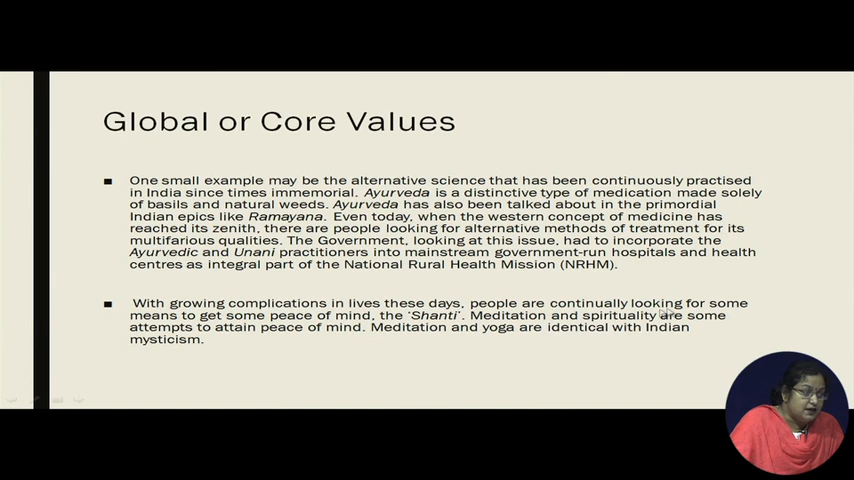 Global or Core Values
One small example may be the alternative science that has been continuously practised
in India since times immemorial. Ayurveda is a distinctive type of medication made solely
of basils and natural weeds. Ayurveda has also been talked about in the primordial
Indian epics like Ramayana. Even today, when the western concept of medicine has
reached its zenith, there are people looking for alternative methods of treatment for its
multifarious qualities. The Government, looking at this issue, had to incorporate the
Ayurvedic and Unani practitioners into mainstream government-run hospitals and health
centres as integral part of the National Rural Health Mission (NRHM).
With growing complications in lives these days, people are continually looking for some
means to get some peace of mind, the ‘Shanti’. Meditation and spirituality are some
attempts to attain peace of mind. Meditation and yoga are identical with Indian
mysticism.